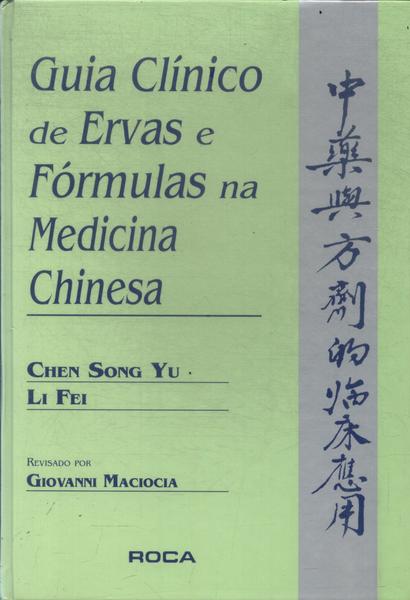 Guia Clínico
de Ervas e
Fórmulas na
Medicina
Chinesa
CHEN SONG YU
LI FEI
REVISADO POR
GIOVANNI MACIOCIA
ROCA
中藥與方劑的临床應用